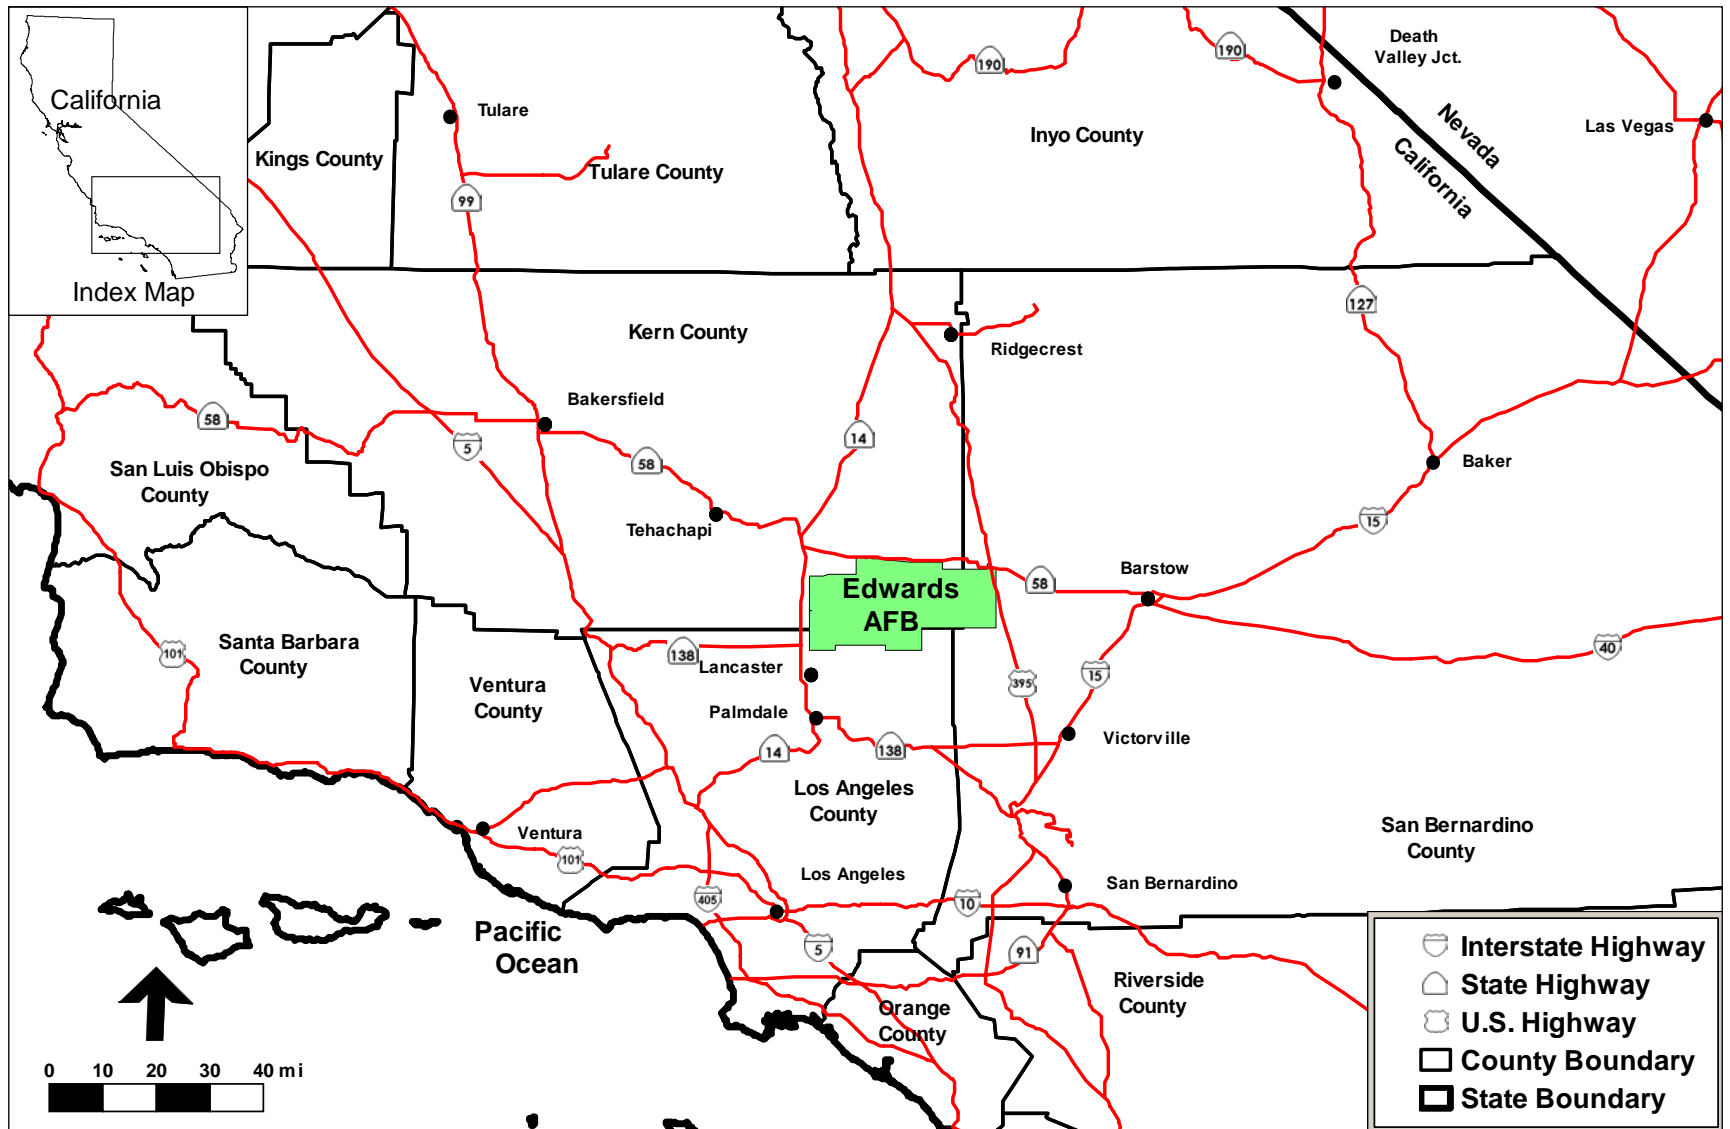 California
Index Map
190
190
Death
Valley Jct.
Tulare
Inyo County
Nevada
California
Las Vegas
Kings County
Tulare County
99
127
Kern County
Ridgecrest
Bakersfield
58
5
14
58
Baker
San Luis Obispo
County
Tehachapi
15
Edwards
AFB
58
Barstow
Santa Barbara
County
101
138
Lancaster
40
395
15
Ventura
County
Palmdale
14
138
Victorville
Los Angeles
County
San Bernardino
County
Ventura
101
Los Angeles
San Bernardino
405
10
Pacific
Ocean
5
91
Riverside
County
Orange
County
0 10 20 30 40 mi
Interstate Highway
State Highway
U.S. Highway
County Boundary
State Boundary